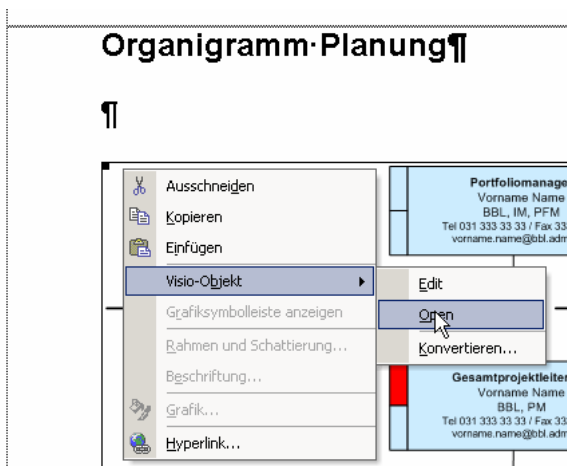 Organigramm·Planung¶
¶
Ausschneiden
Kopieren
Einfügen
Visio-Objekt
Grafiksymbolleiste anzeigen
Rahmen und Schattierung...
Beschriftung...
Grafik...
Hyperlink...
Edit
Open
Konvertieren...
Portfoliomanage
Vorname Name
BBL, IM, PFM
Tel 031 333 33 33 / Fax 33
vorname.name@bbl.adm
Gesamtprojektleiter
Vorname Name
BBL, PM
Tel 031 333 33 33 / Fax 33
vorname.name@bbl.adm